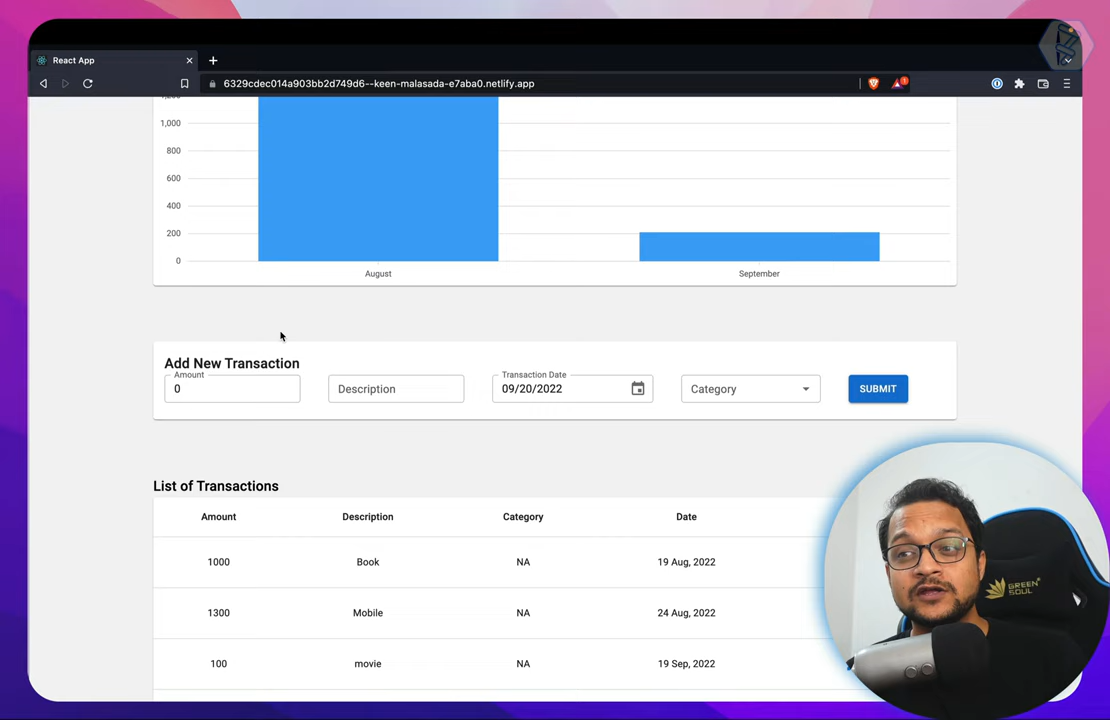 React App
6329cdec014a903bb2d749d6--keen-malasada-e7aba0.netlify.app
1
1,000
800
600
400
200
0
August
September
Add New Transaction
Amount
0
Description
Transaction Date
09/20/2022
Category
SUBMIT
List of Transactions
Amount Description Category Date
1000 Book NA 19 Aug, 2022
1300 Mobile NA 24 Aug, 2022
100 movie NA 19 Sep, 2022
GREEN
SOUL